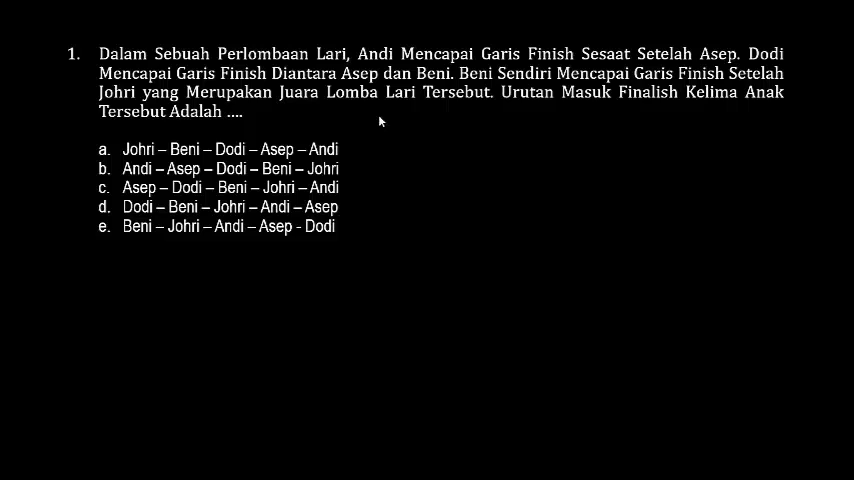 1. Dalam Sebuah Perlombaan Lari, Andi Mencapai Garis Finish Sesaat Setelah Asep. Dodi
Mencapai Garis Finish Diantara Asep dan Beni. Beni Sendiri Mencapai Garis Finish Setelah
Johri yang Merupakan Juara Lomba Lari Tersebut. Urutan Masuk Finalish Kelima Anak
Tersebut Adalah ....
a. Johri – Beni – Dodi – Asep – Andi
b. Andi – Asep – Dodi – Beni – Johri
c. Asep – Dodi – Beni – Johri – Andi
d. Dodi – Beni – Johri – Andi – Asep
e. Beni – Johri – Andi – Asep - Dodi